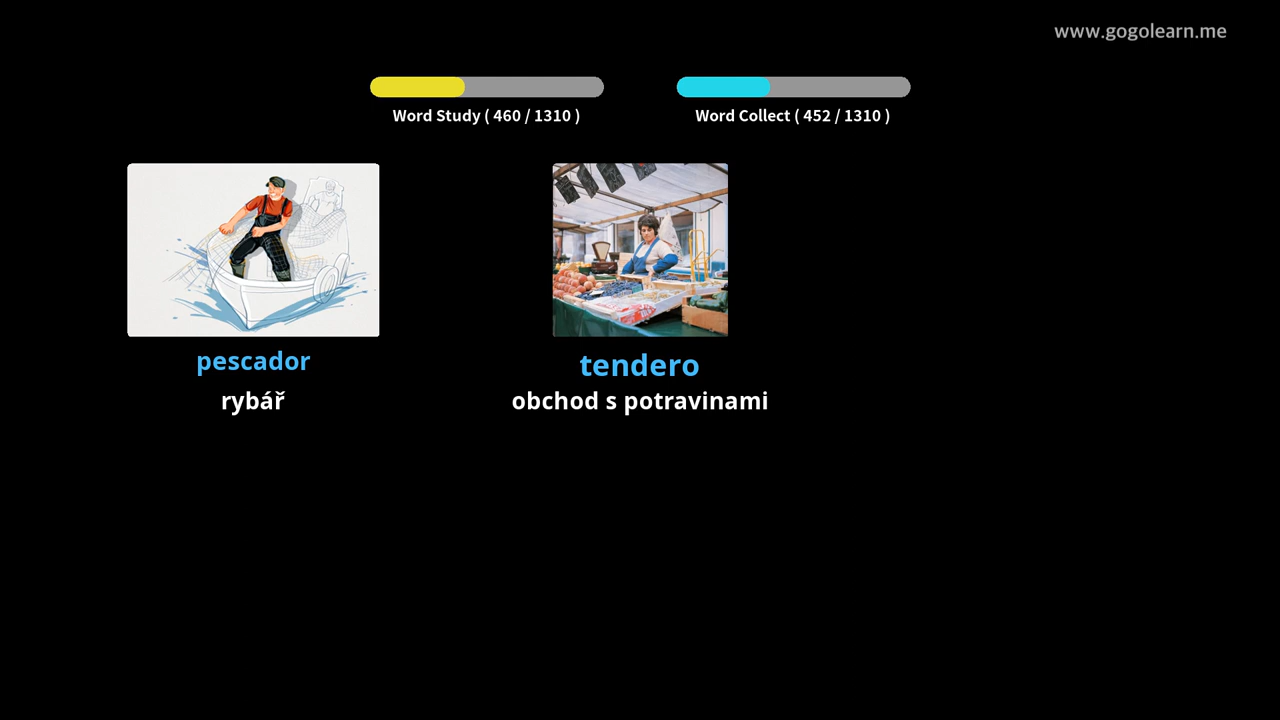 www.gogolearn.me
Word Study ( 460 / 1310 )
Word Collect ( 452 / 1310 )
pescador
rybář
tendero
obchod s potravinami